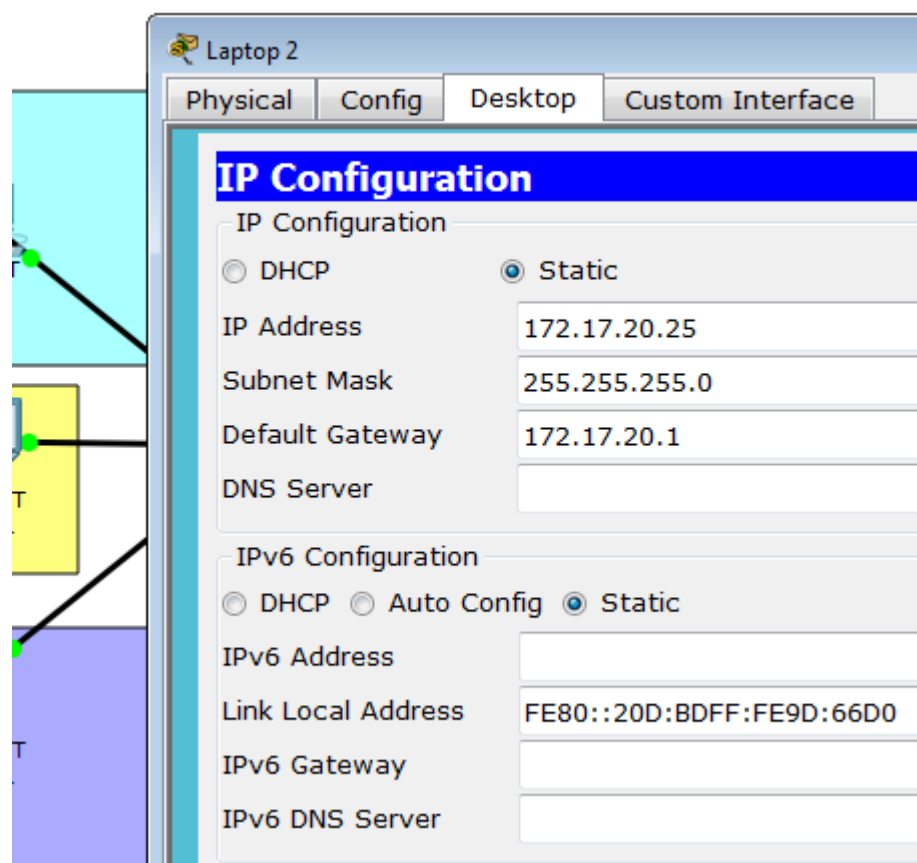 Laptop 2
Physical Config Desktop Custom Interface
IP Configuration
IP Configuration
DHCP Static
IP Address 172.17.20.25
Subnet Mask 255.255.255.0
Default Gateway 172.17.20.1
DNS Server
IPv6 Configuration
DHCP Auto Config Static
IPv6 Address
Link Local Address FE80::20D:BDFF:FE9D:66D0
IPv6 Gateway
IPv6 DNS Server
T
T
T